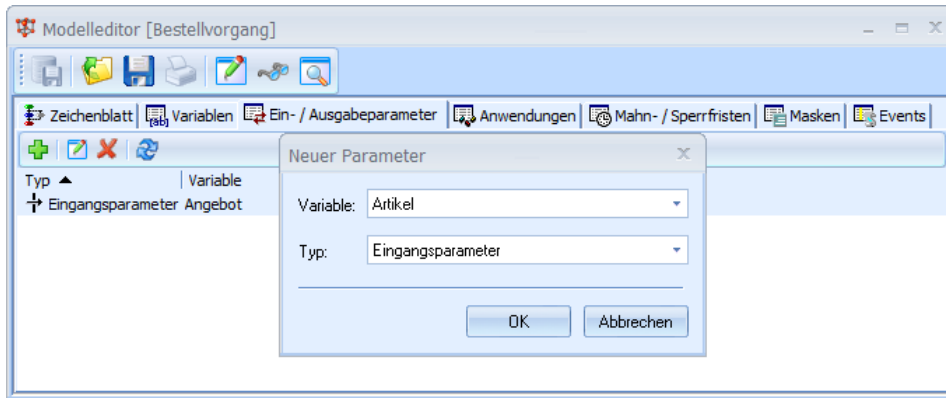 Modelleditor [Bestellvorgang]
Zeichenblatt Variablen Ein- / Ausgabeparameter Anwendungen Mahn- / Sperrfristen Masken Events
Neuer Parameter
Typ Variable
Eingangsparameter Angebot
Variable: Artikel
Typ: Eingangsparameter
OK Abbrechen